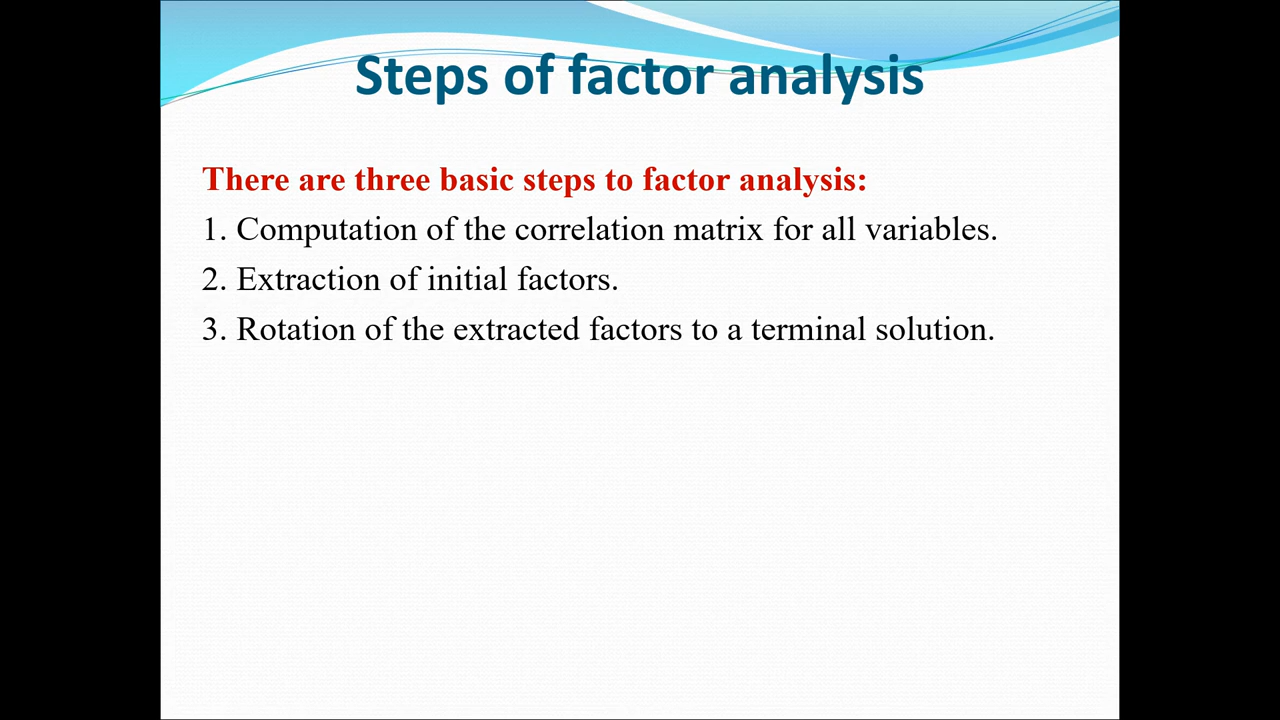 Steps of factor analysis
There are three basic steps to factor analysis:
1. Computation of the correlation matrix for all variables.
2. Extraction of initial factors.
3. Rotation of the extracted factors to a terminal solution.